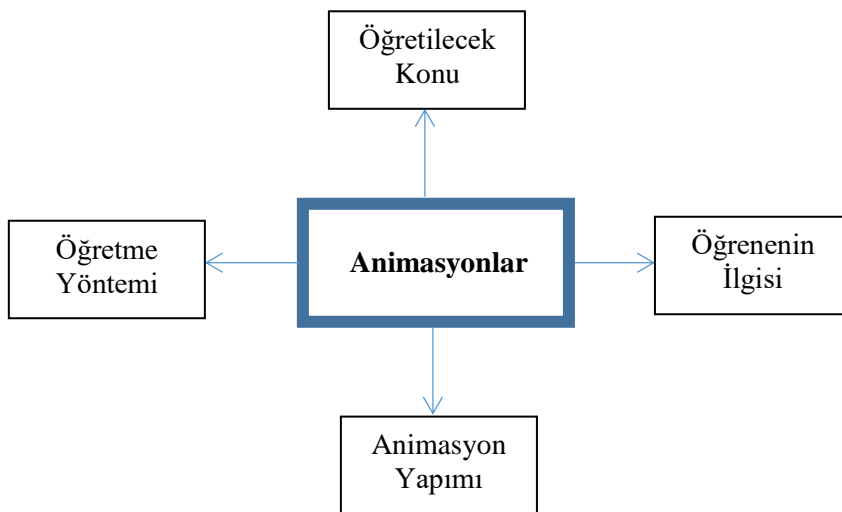 Öğretilecek
Konu
Öğretme
Yöntemi
Animasyonlar
Öğrenenin
İlgisi
Animasyon
Yapımı